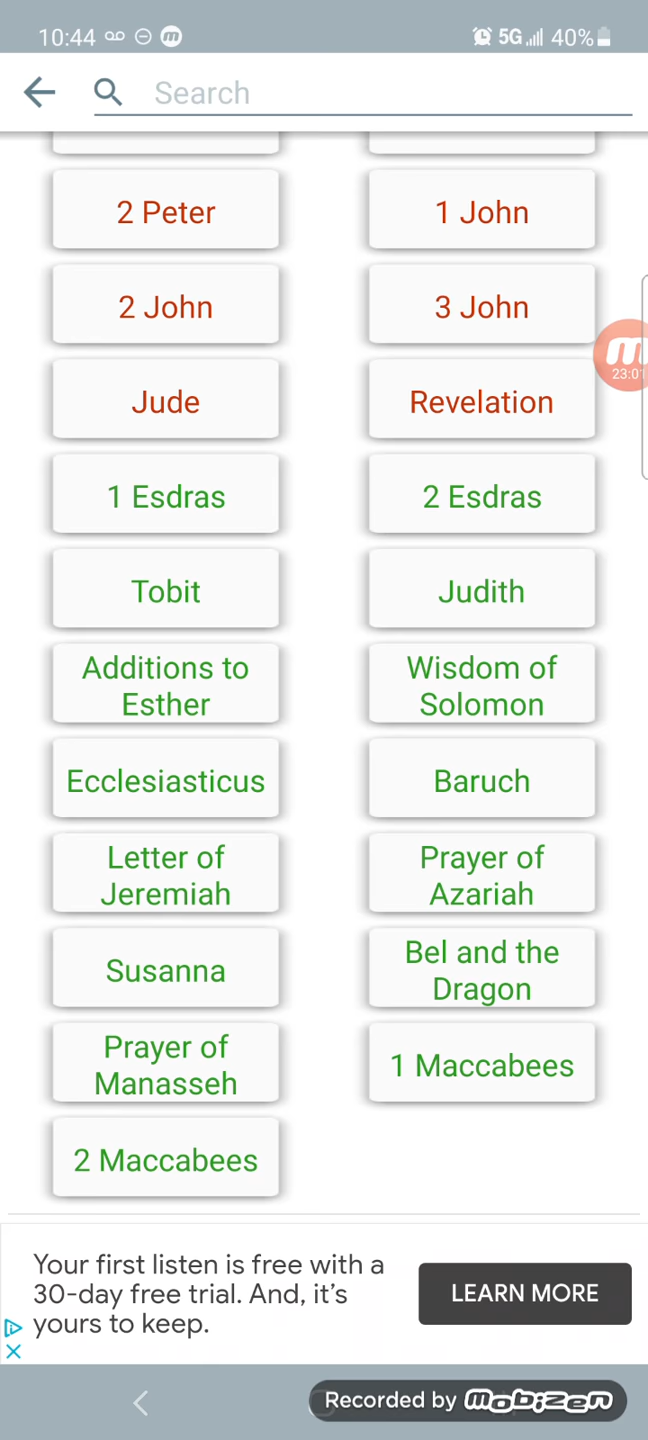 10:44
5G 40%
Search
2 Peter
1 John
2 John
3 John
Jude
Revelation
1 Esdras
2 Esdras
Tobit
Judith
Additions to
Esther
Wisdom of
Solomon
Ecclesiasticus
Baruch
Letter of
Jeremiah
Prayer of
Azariah
Susanna
Bel and the
Dragon
Prayer of
Manasseh
1 Maccabees
2 Maccabees
23:01
Your first listen is free with a
30-day free trial. And, it's
yours to keep.
LEARN MORE
Recorded by mobizen